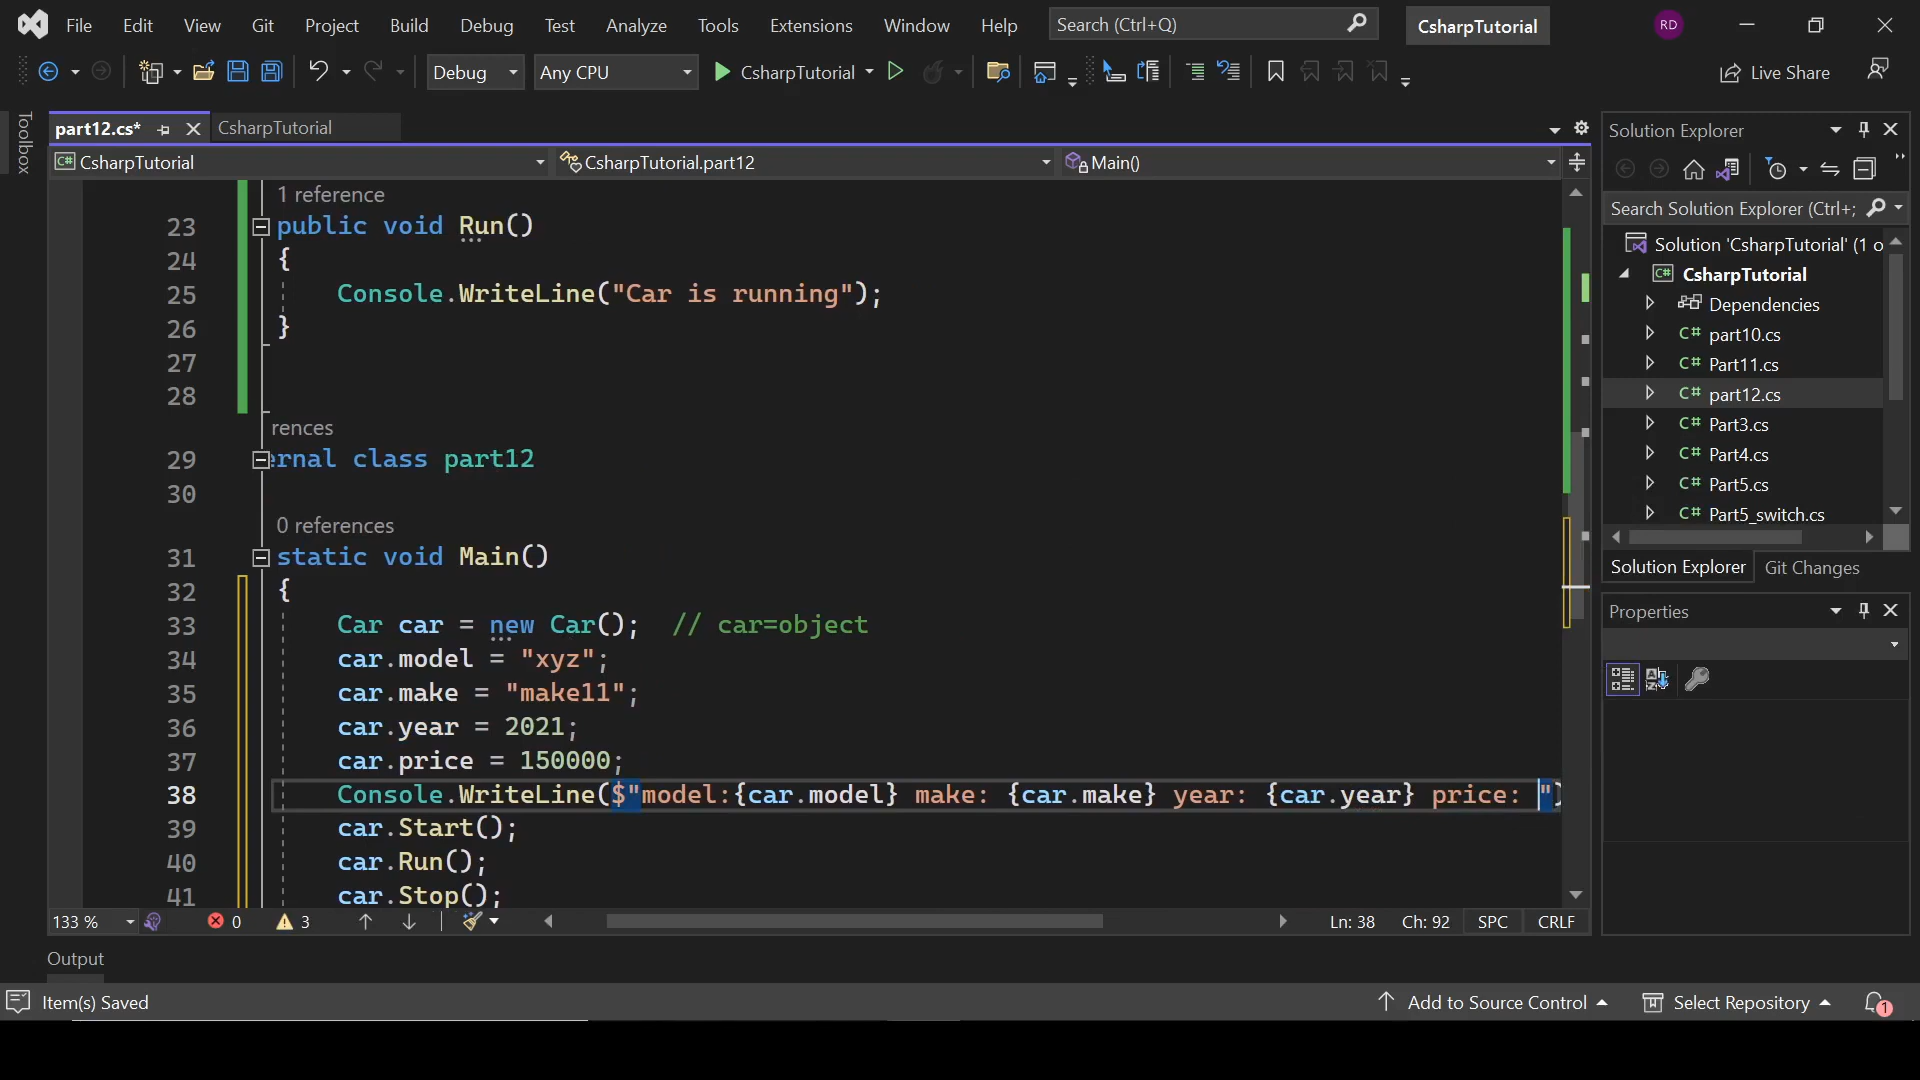 File Edit View Git Project Build Debug Test Analyze Tools Extensions Window Help Search (Ctrl+Q) CsharpTutorial RD
Debug Any CPU CsharpTutorial Live Share
Toolbox
part12.cs* CsharpTutorial
CsharpTutorial CsharpTutorial.part12 Main()
1 reference
23 public void Run()
24 {
25 Console.WriteLine("Car is running");
26 }
27
28
rences
29 ernal class part12
30
0 references
31 static void Main()
32 {
33 Car car = new Car(); // car=object
34 car.model = "xyz";
35 car.make = "make11";
36 car.year = 2021;
37 car.price = 150000;
38 Console.WriteLine($"model:{car.model} make: {car.make} year: {car.year} price: ")
39 car.Start();
40 car.Run();
41 car.Stop();
133 % 0 3 Ln: 38 Ch: 92 SPC CRLF
Solution Explorer
Search Solution Explorer (Ctrl+;
Solution 'CsharpTutorial' (1 o
C# CsharpTutorial
Dependencies
C# part10.cs
C# Part11.cs
C# part12.cs
C# Part3.cs
C# Part4.cs
C# Part5.cs
C# Part5_switch.cs
Solution Explorer Git Changes
Properties
Output
Item(s) Saved Add to Source Control Select Repository 1